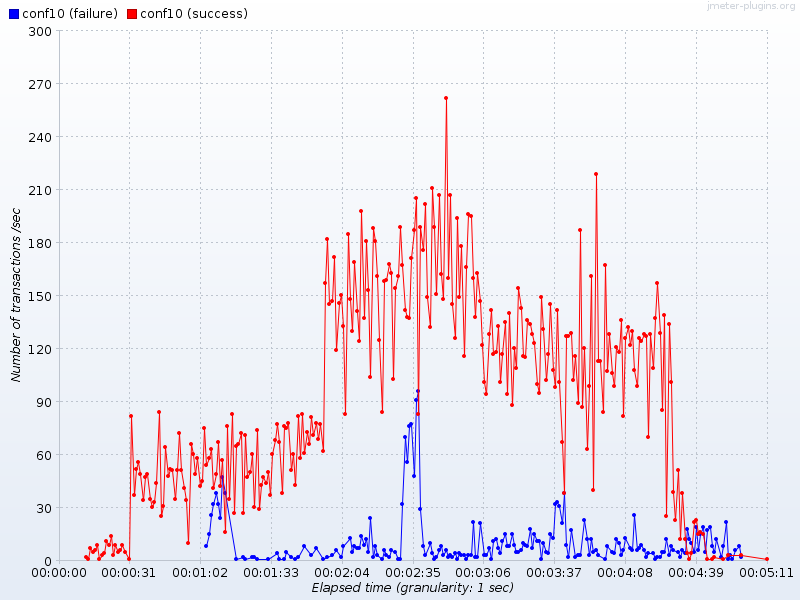 conf10 (failure) conf10 (success)
jmeter-plugins.org
300
270
240
210
180
150
120
90
60
30
0
Number of transactions /sec
00:00:00 00:00:31 00:01:02 00:01:33 00:02:04 00:02:35 00:03:06 00:03:37 00:04:08 00:04:39 00:05:11
Elapsed time (granularity: 1 sec)